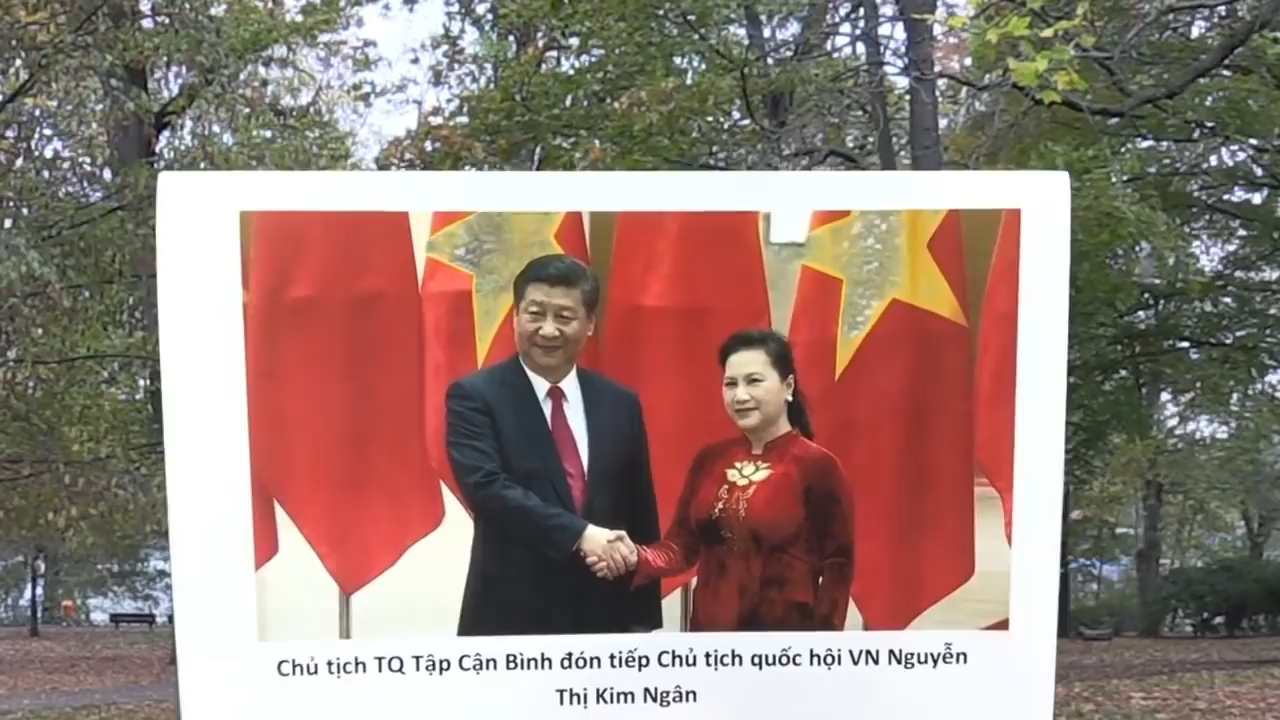 Chủ tịch TQ Tập Cận Bình đón tiếp Chủ tịch quốc hội VN Nguyễn
Thị Kim Ngân